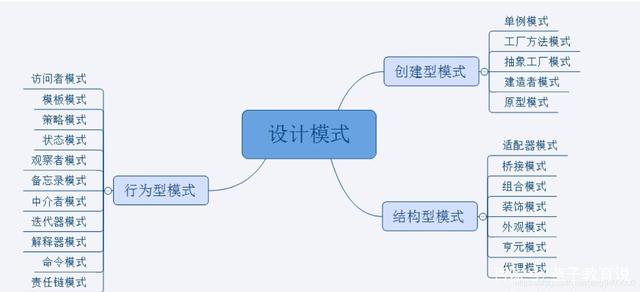 设计模式
创建型模式
单例模式
工厂方法模式
抽象工厂模式
建造者模式
原型模式
结构型模式
适配器模式
桥接模式
组合模式
装饰模式
外观模式
亨元模式
代理模式
行为型模式
访问者模式
模板模式
策略模式
状态模式
观察者模式
备忘录模式
中介者模式
迭代器模式
解释器模式
命令模式
责任链模式
子教育说